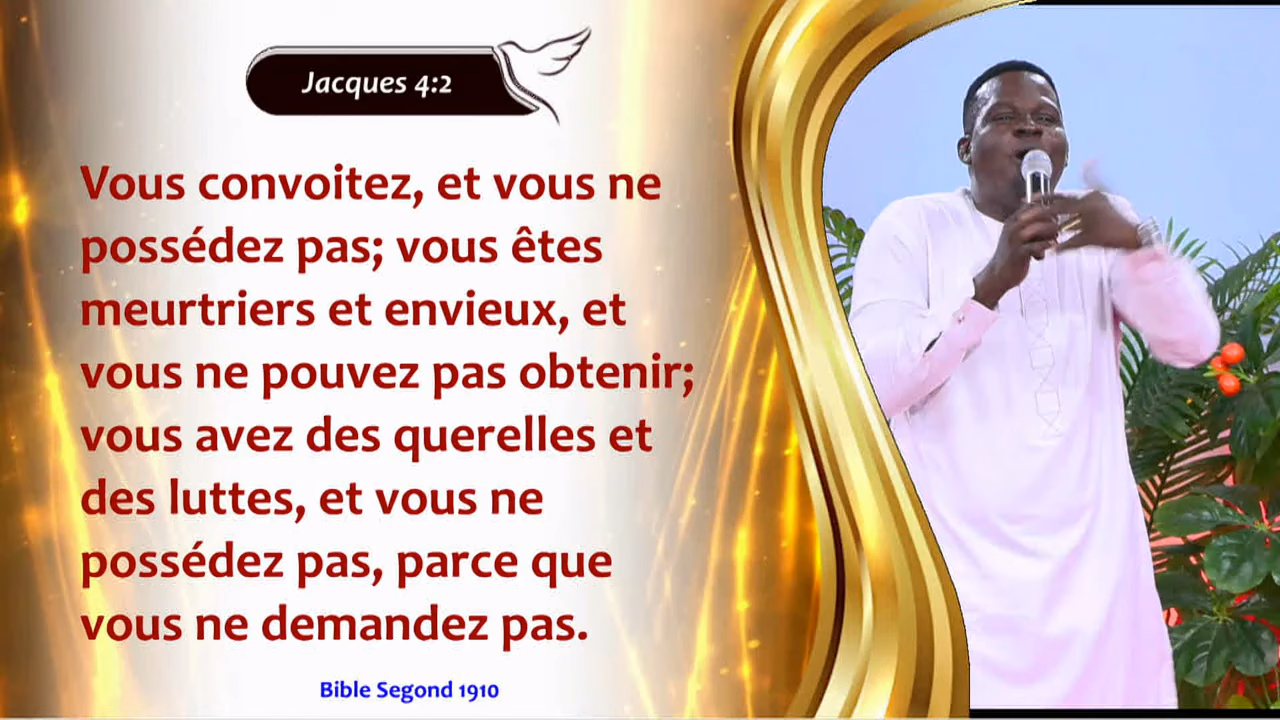 Jacques 4:2
Vous convoitez, et vous ne
possédez pas; vous êtes
meurtriers et envieux, et
vous ne pouvez pas obtenir;
vous avez des querelles et
des luttes, et vous ne
possédez pas, parce que
vous ne demandez pas.
Bible Segond 1910